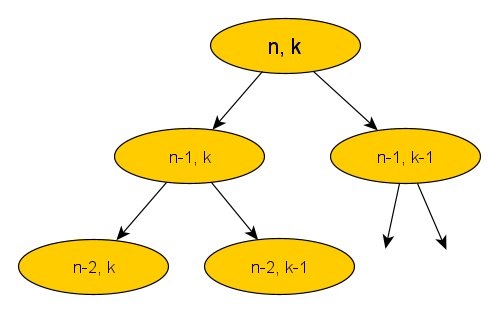 n, k
n-1, k
n-1, k-1
n-2, k
n-2, k-1